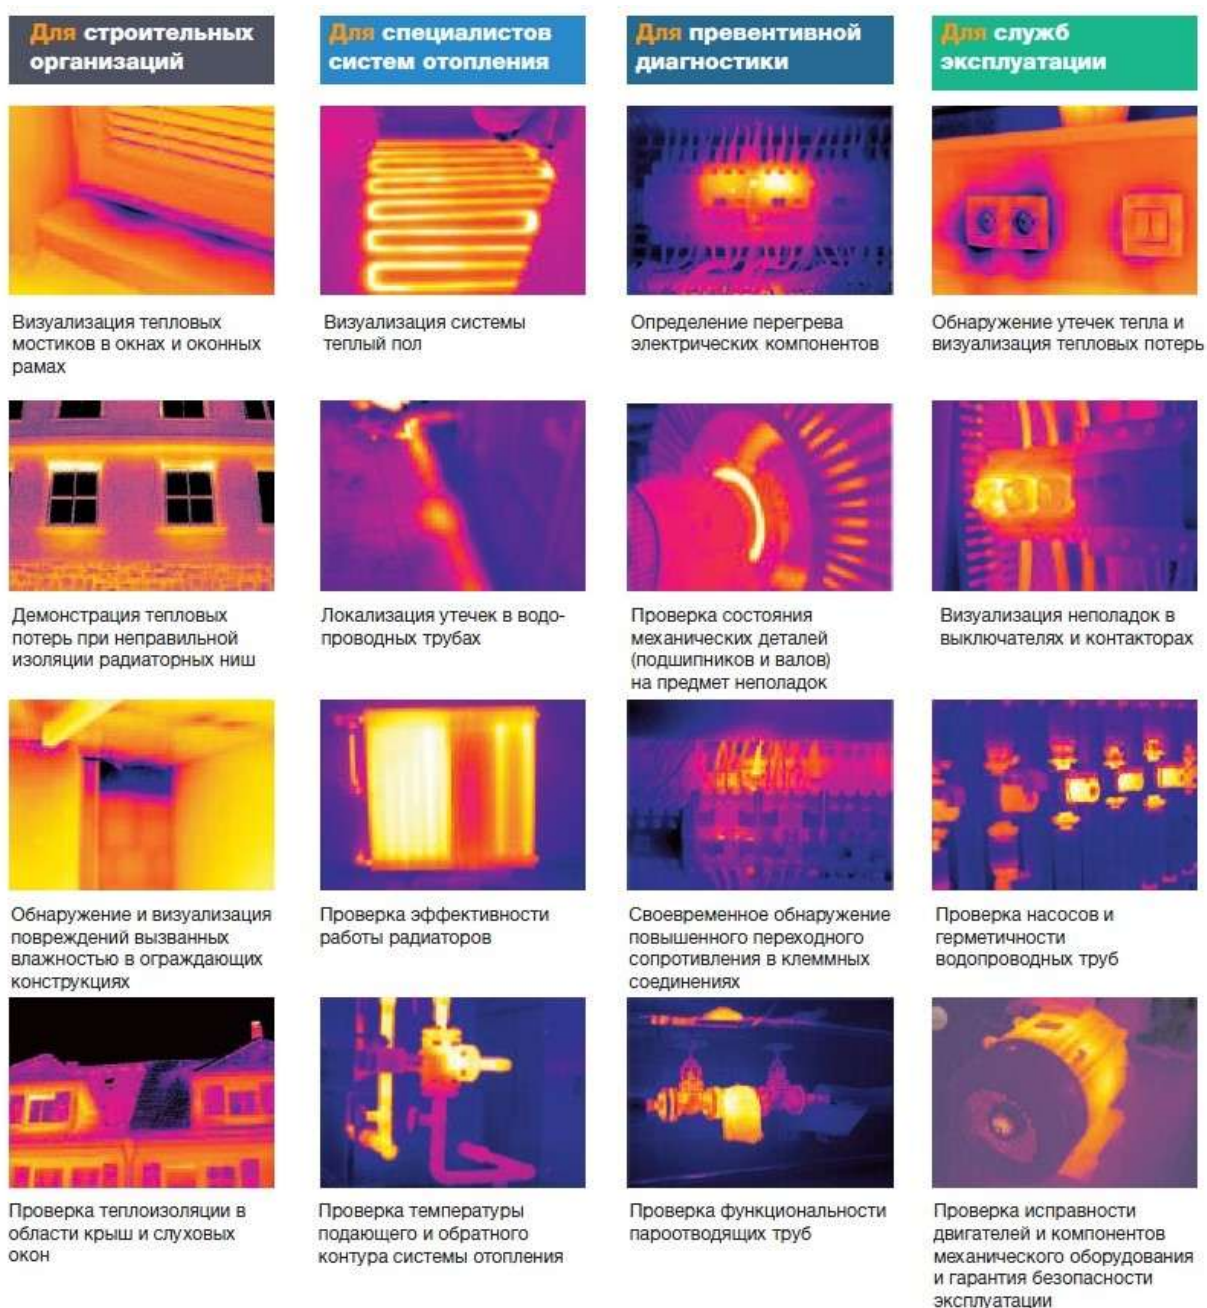 Для строительных
организаций
Для специалистов
систем отопления
Для превентивной
диагностики
Для служб
эксплуатации
Визуализация тепловых
мостиков в окнах и оконных
рамах
Визуализация системы
теплый пол
Определение перегрева
электрических компонентов
Обнаружение утечек тепла и
визуализация тепловых потерь
Демонстрация тепловых
потерь при неправильной
изоляции радиаторных ниш
Локализация утечек в водо-
проводных трубах
Проверка состояния
механических деталей
(подшипников и валов)
на предмет неполадок
Визуализация неполадок в
выключателях и контакторах
Обнаружение и визуализация
повреждений вызванных
влажностью в ограждающих
конструкциях
Проверка эффективности
работы радиаторов
Своевременное обнаружение
повышенного переходного
сопротивления в клеммных
соединениях
Проверка насосов и
герметичности
водопроводных труб
Проверка теплоизоляции в
области крыш и слуховых
окон
Проверка температуры
подающего и обратного
контура системы отопления
Проверка функциональности
пароотводящих труб
Проверка исправности
двигателей и компонентов
механического оборудования
и гарантия безопасности
эксплуатации